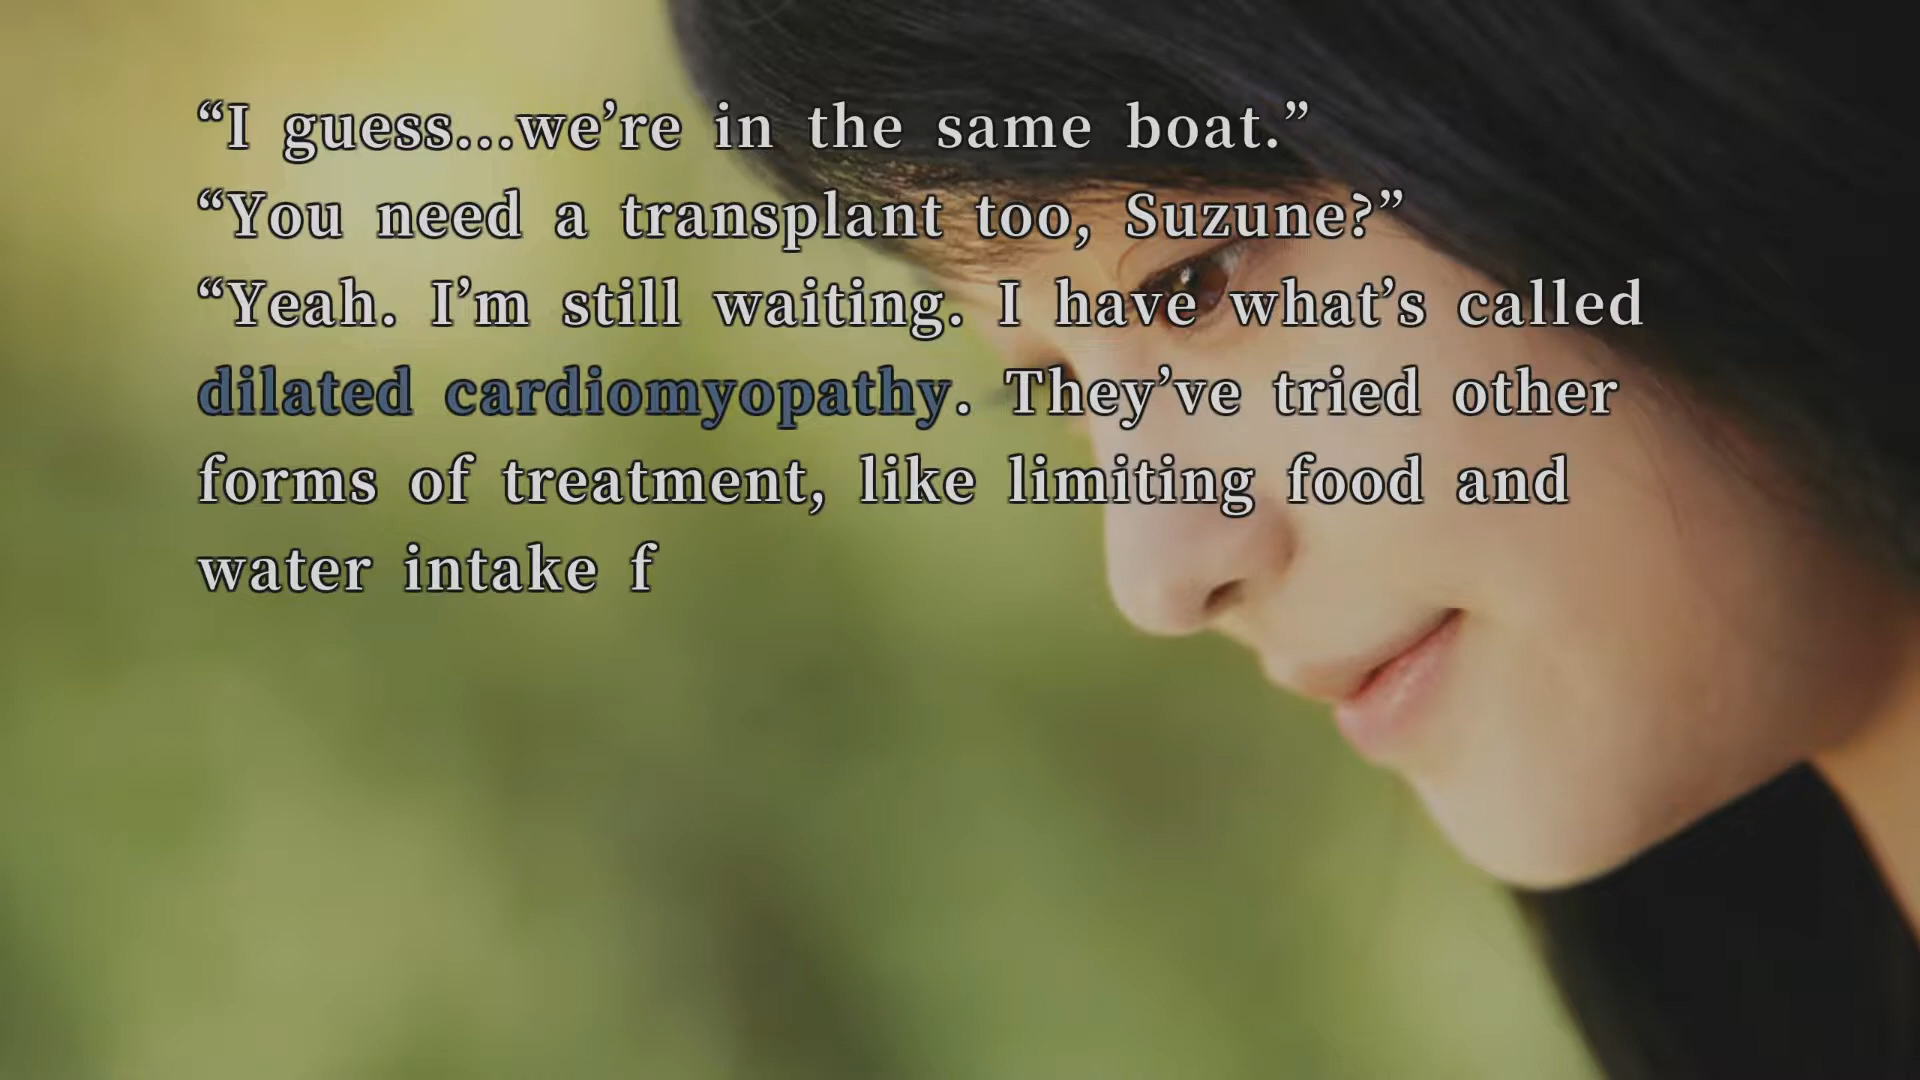 “I guess...we’re in the same boat.”
“You need a transplant too, Suzune?”
“Yeah. I’m still waiting. I have what’s called
dilated cardiomyopathy. They’ve tried other
forms of treatment, like limiting food and
water intake f